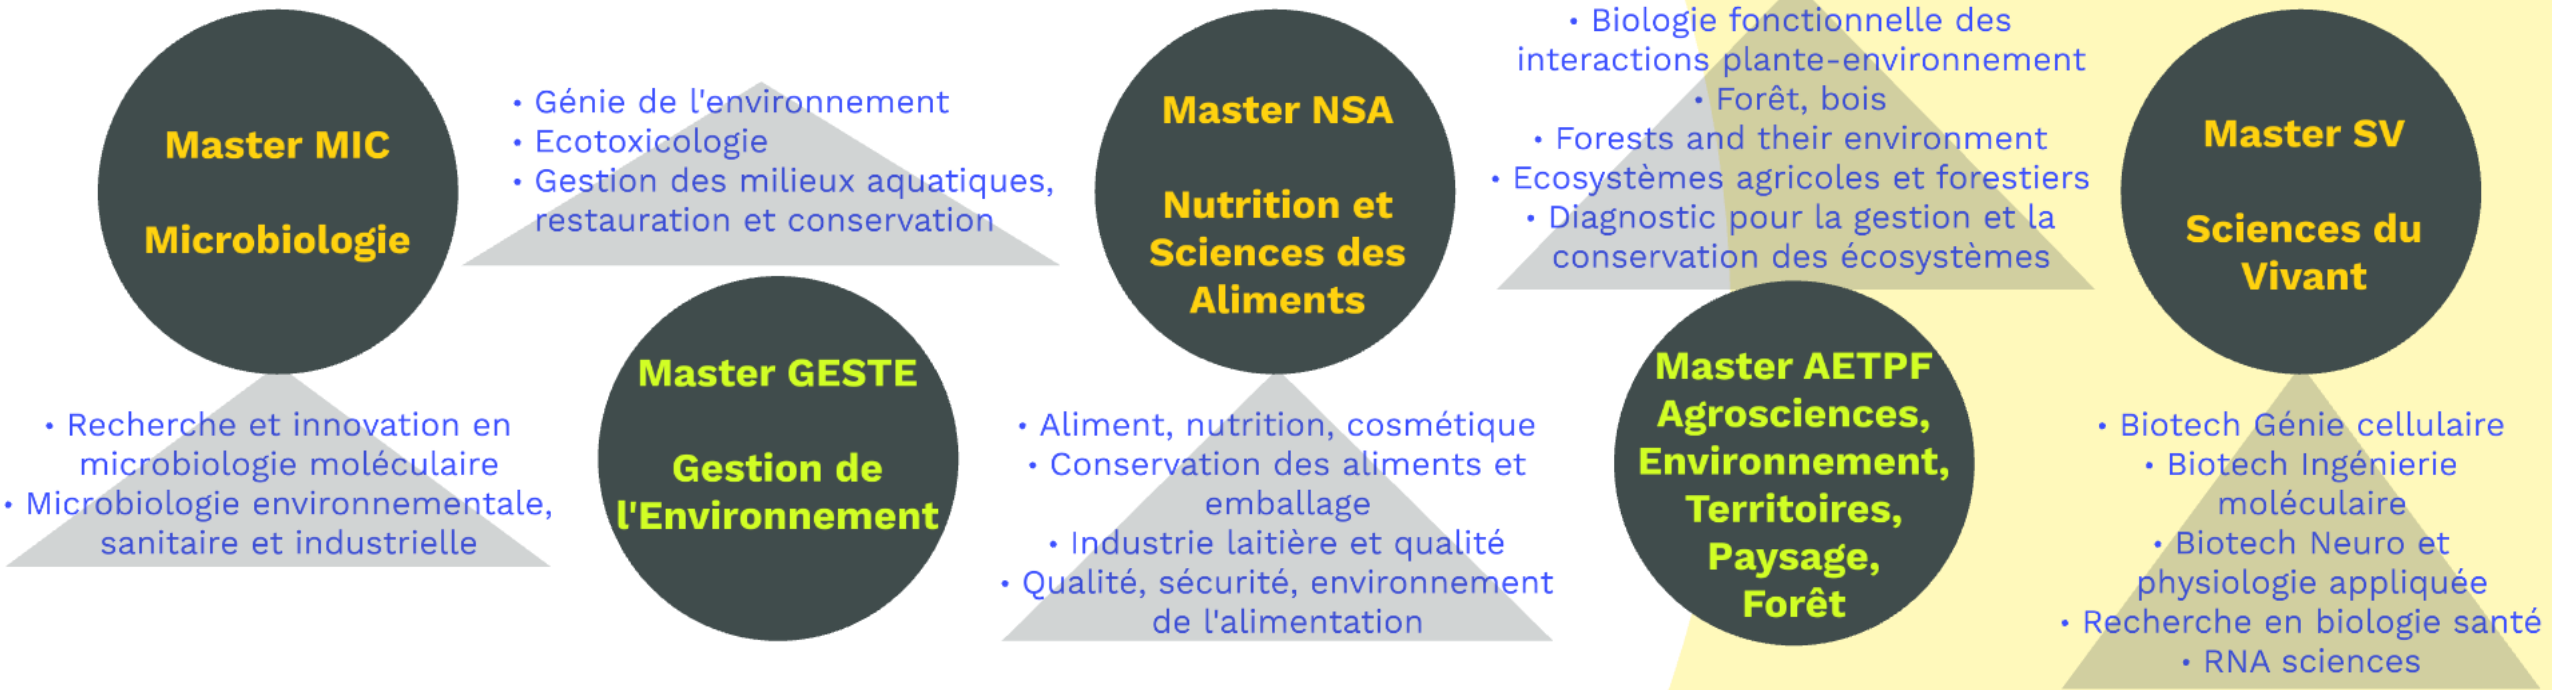 Master MIC
Microbiologie
• Recherche et innovation en
microbiologie moléculaire
• Microbiologie environnementale,
sanitaire et industrielle
• Génie de l'environnement
• Ecotoxicologie
• Gestion des milieux aquatiques,
restauration et conservation
Master GESTE
Gestion de
l'Environnement
Master NSA
Nutrition et
Sciences des
Aliments
• Aliment, nutrition, cosmétique
• Conservation des aliments et
emballage
• Industrie laitière et qualité
• Qualité, sécurité, environnement
de l'alimentation
• Biologie fonctionnelle des
interactions plante-environnement
• Forêt, bois
• Forests and their environment
• Ecosystèmes agricoles et forestiers
• Diagnostic pour la gestion et la
conservation des écosystèmes
Master AETPF
Agrosciences,
Environnement,
Territoires,
Paysage,
Forêt
Master SV
Sciences du
Vivant
• Biotech Génie cellulaire
• Biotech Ingénierie
moléculaire
• Biotech Neuro et
physiologie appliquée
• Recherche en biologie santé
• RNA sciences